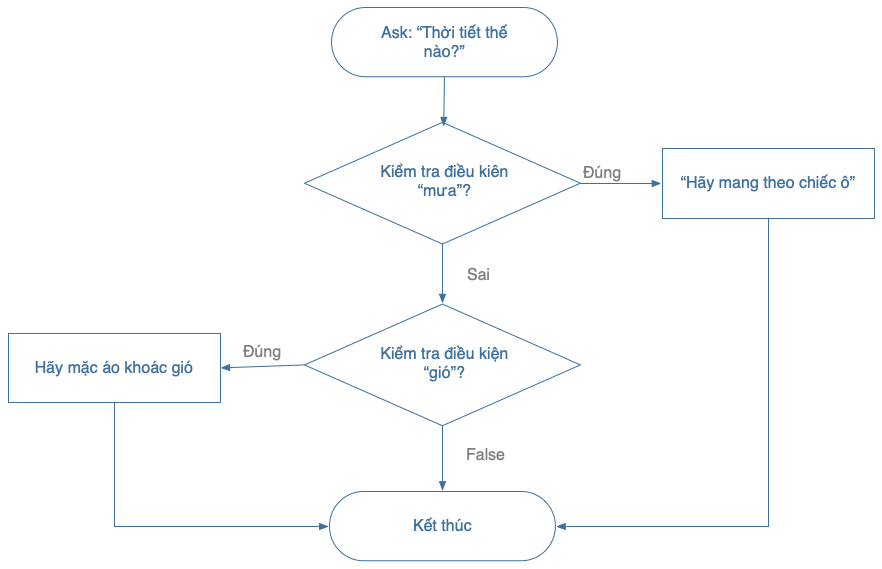 Ask: “Thời tiết thế
nào?”
Kiểm tra điều kiên
“mưa”?
Đúng
“Hãy mang theo chiếc ô”
Sai
Kiểm tra điều kiện
“gió”?
Đúng
Hãy mặc áo khoác gió
False
Kết thúc